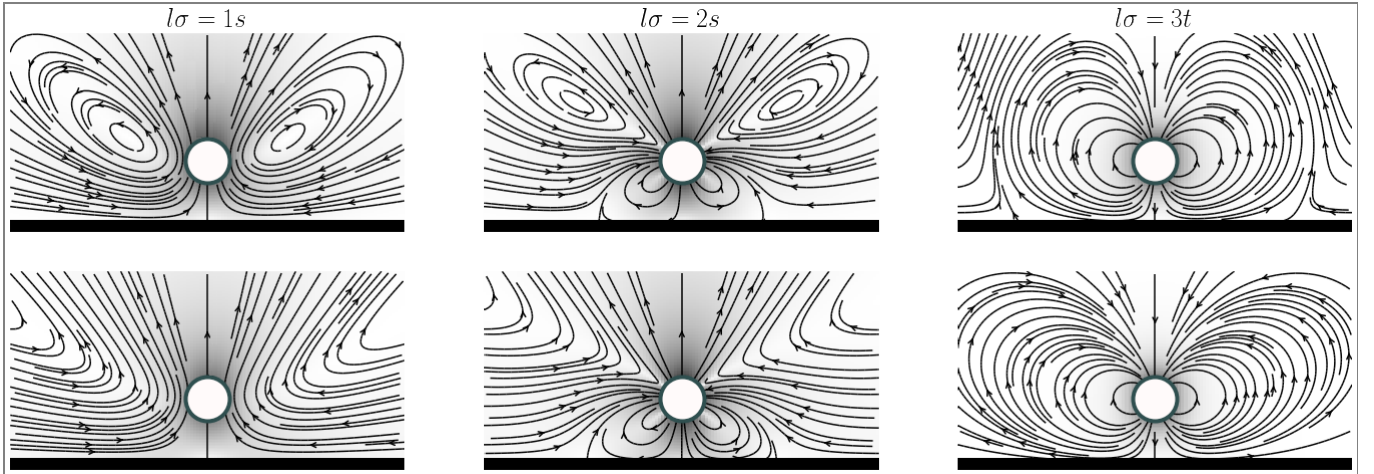 lσ = 1s
lσ = 2s
lσ = 3t